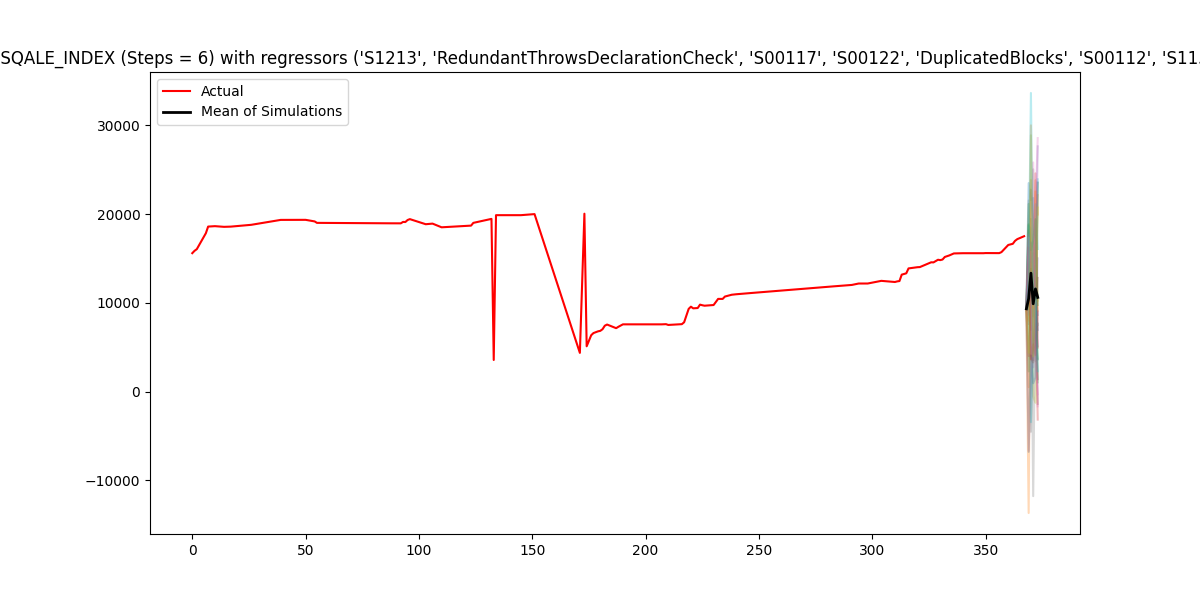 SQALE_INDEX (Steps = 6) with regressors ('S1213', 'RedundantThrowsDeclarationCheck', 'S00117', 'S00122', 'DuplicatedBlocks', 'S00112', 'S11
Actual
Mean of Simulations
30000
20000
10000
0
−10000
0 50 100 150 200 250 300 350